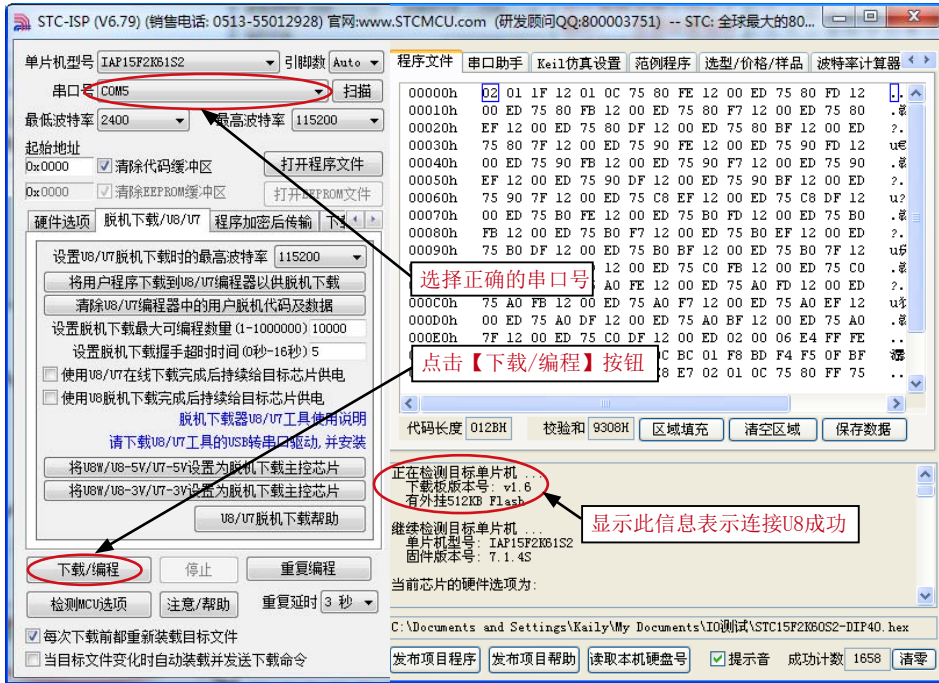 STC-ISP (V6.79) (销售电话: 0513-55012928) 官网:www.STCMCU.com (研发顾问QQ:800003751) -- STC: 全球最大的80...
单片机型号 IAP15F2K61S2 引脚数 Auto
串口号 COM5 扫描
最低波特率 2400 最高波特率 115200
起始地址
0x0000 清除代码缓冲区 打开程序文件
0x0000 清除EEPROM缓冲区 打开EEPROM文件
硬件选项 脱机下载/U8/U7 程序加密后传输
设置U8/U7脱机下载时的最高波特率 115200
将用户程序下载到U8/U7编程器以供脱机下载
清除U8/U7编程器中的用户脱机代码及数据
设置脱机下载最大可编程数量(1-1000000) 10000
设置脱机下载握手超时时间(0秒-16秒) 5
使用U8/U7在线下载完成后持续给目标芯片供电
使用U8脱机下载完成后持续给目标芯片供电
脱机下载器U8/U7工具使用说明
请下载U8/U7工具的USB转串口驱动, 并安装
将U8W/U8-5V/U7-5V设置为脱机下载主控芯片
将U8W/U8-3V/U7-3V设置为脱机下载主控芯片
U8/U7脱机下载帮助
下载/编程 停止 重复编程
检测MCU选项 注意/帮助 重复延时 3 秒
每次下载前都重新装载目标文件
当目标文件变化时自动装载并发送下载命令
程序文件 串口助手 Keil仿真设置 范例程序 选型/价格/样品 波特率计算器
00000h 02 01 1F 12 01 0C 75 80 FE 12 00 ED 75 80 FD 12
00010h 00 ED 75 80 FB 12 00 ED 75 80 F7 12 00 ED 75 80
00020h EF 12 00 ED 75 80 DF 12 00 ED 75 80 BF 12 00 ED
00030h 75 80 7F 12 00 ED 75 90 FE 12 00 ED 75 90 FD 12
00040h 00 ED 75 90 FB 12 00 ED 75 90 F7 12 00 ED 75 90
00050h EF 12 00 ED 75 90 DF 12 00 ED 75 90 BF 12 00 ED
00060h 75 90 7F 12 00 ED 75 C8 EF 12 00 ED 75 C8 DF 12
00070h 00 ED 75 B0 FE 12 00 ED 75 B0 FD 12 00 ED 75 B0
00080h FB 12 00 ED 75 B0 F7 12 00 ED 75 B0 EF 12 00 ED
00090h 75 B0 DF 12 00 ED 75 B0 BF 12 00 ED 75 B0 7F 12
12 00 ED 75 C0 FB 12 00 ED 75 C0
选择正确的串口号
A0 FE 12 00 ED 75 A0 FD 12 00 ED
000C0h 75 A0 FB 12 00 ED 75 A0 F7 12 00 ED 75 A0 EF 12
000D0h 00 ED 75 A0 DF 12 00 ED 75 A0 BF 12 00 ED 75 A0
000E0h 7F 12 00 ED 75 C0 DF 12 00 ED 02 00 06 E4 FF FE
BC 01 F8 BD F4 F5 0F BF
点击【下载/编程】按钮
E7 02 01 0C 75 80 FF 75
代码长度 012BH 校验和 9308H 区域填充 清空区域 保存数据
正在检测目标单片机 ...
下载板版本号: v1.6
有外挂512KB Flash
显示此信息表示连接U8成功
继续检测目标单片机 ...
单片机型号: IAP15F2K61S2
固件版本号: 7.1.4S
当前芯片的硬件选项为:
C:\Documents and Settings\Kaily\My Documents\IO测试\STC15F2K60S2-DIP40.hex
发布项目程序 发布项目帮助 读取本机硬盘号 提示音 成功计数 1658 清零